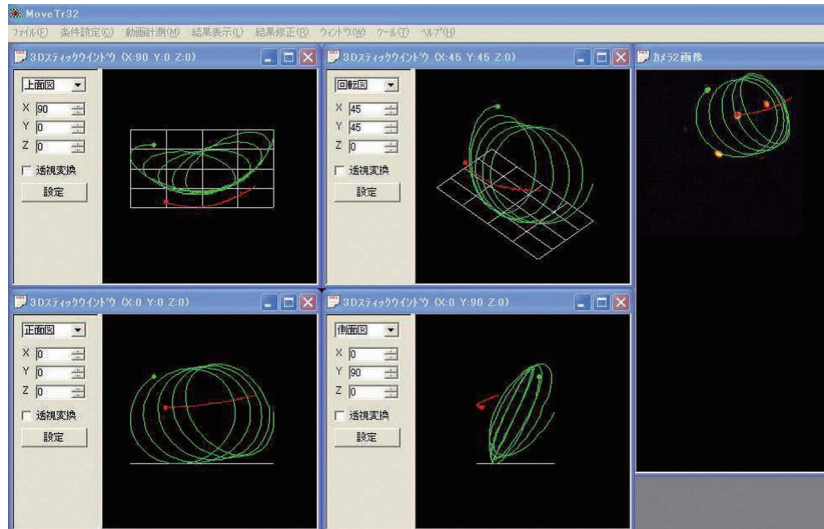 MoveTr32
ファイル(F) 条件設定(C) 動画計測(M) 結果表示(L) 結果修正(R) ウィンドウ(W) ツール(T) ヘルプ(H)
3Dスティックウインドウ (X:90 Y:0 Z:0)
上面図
X 90
Y 0
Z 0
透視変換
設定
3Dスティックウインドウ (X:45 Y:45 Z:0)
回転図
X 45
Y 45
Z 0
透視変換
設定
カメラ2画像
3Dスティックウインドウ (X:0 Y:0 Z:0)
正面図
X 0
Y 0
Z 0
透視変換
設定
3Dスティックウインドウ (X:0 Y:90 Z:0)
側面図
X 0
Y 90
Z 0
透視変換
設定